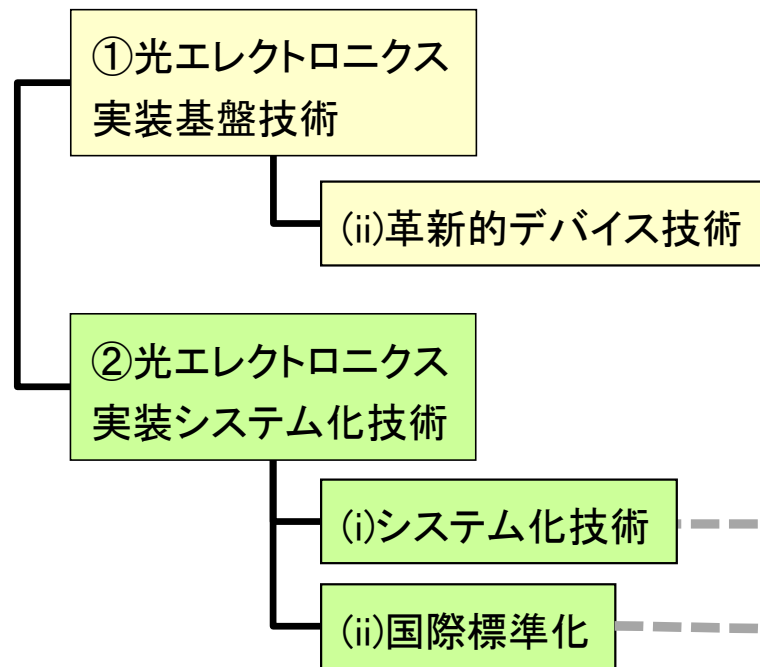 ①光エレクトロニクス
実装基盤技術
(ii)革新的デバイス技術
②光エレクトロニクス
実装システム化技術
(i)システム化技術
(ii)国際標準化